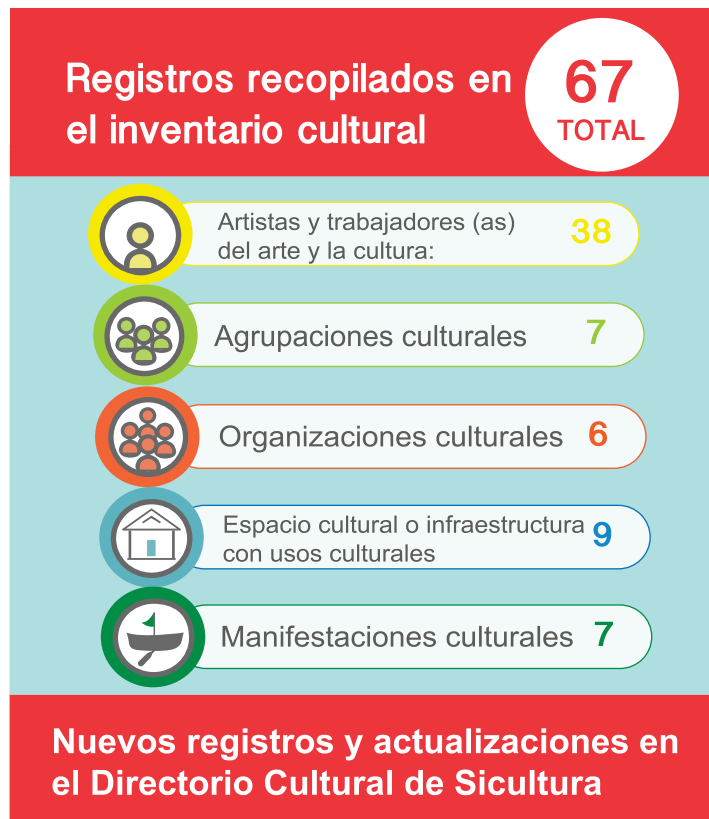 Registros recopilados en
el inventario cultural
67
TOTAL
Artistas y trabajadores (as)
del arte y la cultura:
38
Agrupaciones culturales 7
Organizaciones culturales 6
Espacio cultural o infraestructura
con usos culturales
9
Manifestaciones culturales 7
Nuevos registros y actualizaciones en
el Directorio Cultural de Sicultura